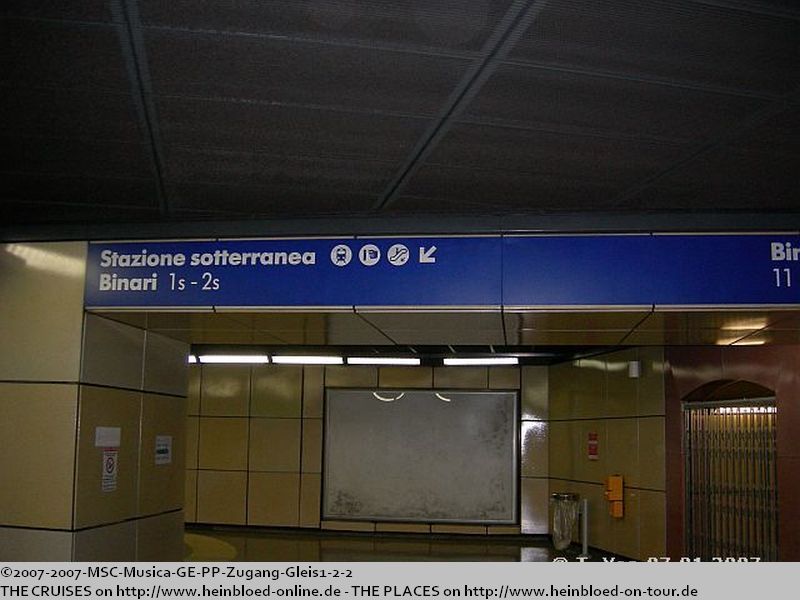 Stazione sotterranea
Binari 1s - 2s
11
©2007-2007-MSC-Musica-GE-PP-Zugang-Gleis1-2-2
THE CRUISES on http://www.heinbloed-online.de - THE PLACES on http://www.heinbloed-on-tour.de